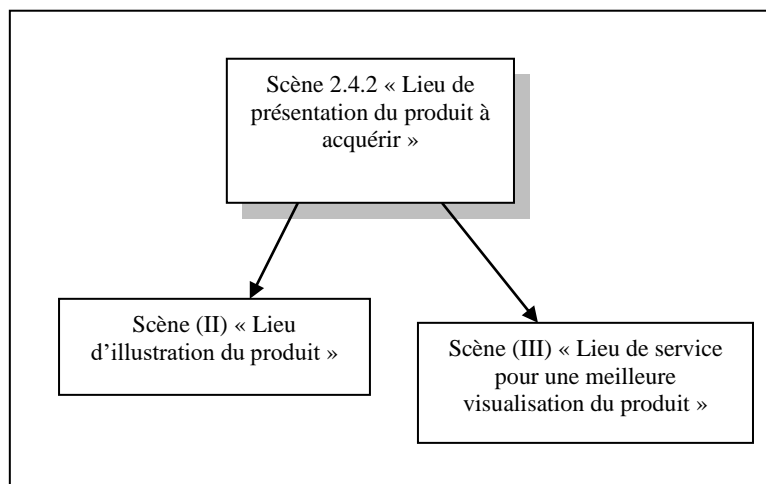 Scène 2.4.2 « Lieu de
présentation du produit à
acquérir »
Scène (II) « Lieu
d’illustration du produit »
Scène (III) « Lieu de service
pour une meilleure
visualisation du produit »